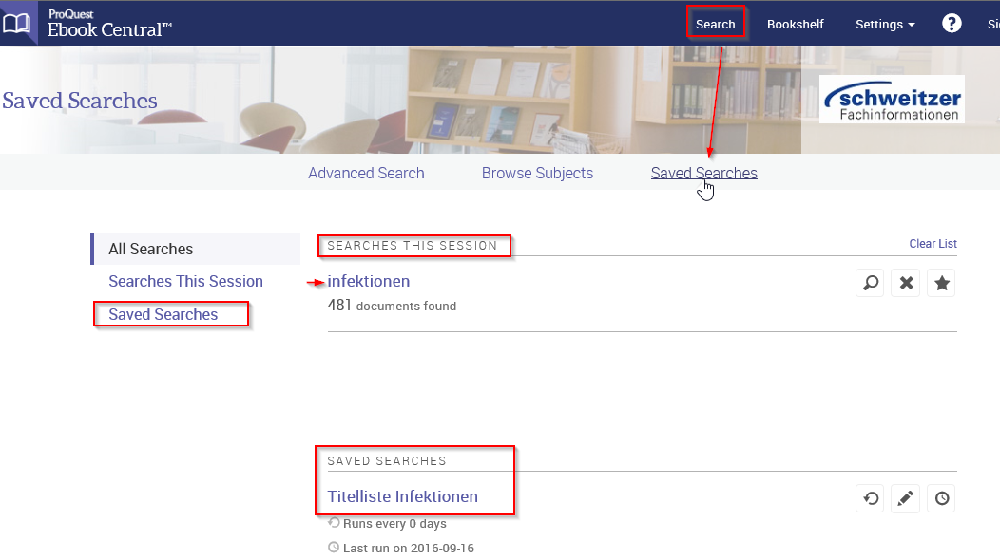 ProQuest
Ebook Central™
Search
Bookshelf
Settings
?
Saved Searches
schweitzer
Fachinformationen
Advanced Search
Browse Subjects
Saved Searches
All Searches
Searches This Session
Saved Searches
SEARCHES THIS SESSION
Clear List
infektionen
481 documents found
SAVED SEARCHES
Titelliste Infektionen
Runs every 0 days
Last run on 2016-09-16